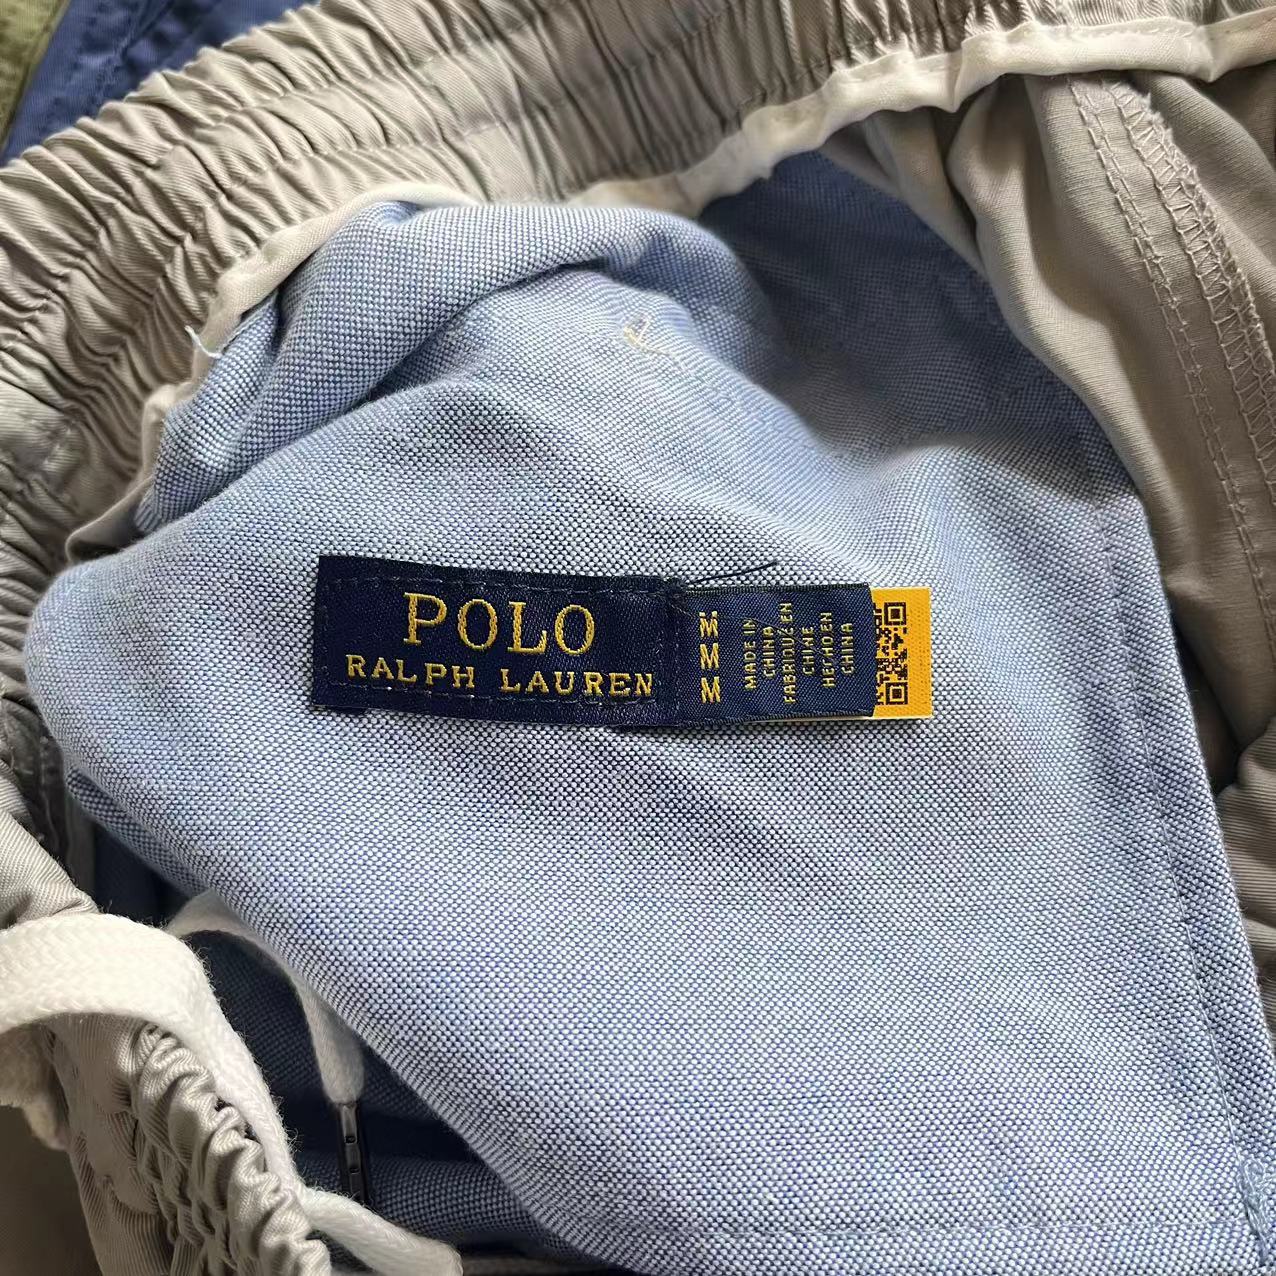 POLO
RALPH LAUREN
M
M
M
MADE IN
CHINA
FABRIQUÉ EN
CHINE
HECHO EN
CHINA